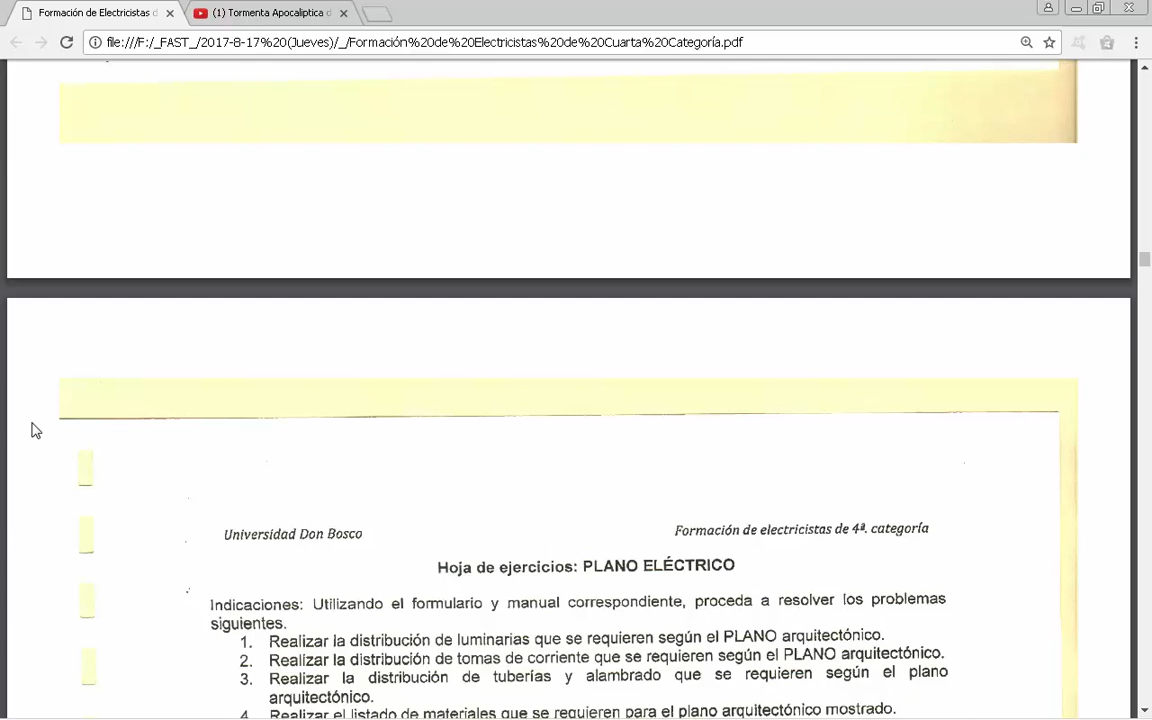 Formación de Electricistas d
(1) Tormenta Apocaliptica d
file:///F:/_FAST_/2017-8-17%20(Jueves)/_/Formación%20de%20Electricistas%20de%20Cuarta%20Categoría.pdf
Universidad Don Bosco
Formación de electricistas de 4ª. categoría
Hoja de ejercicios: PLANO ELÉCTRICO
Indicaciones: Utilizando el formulario y manual correspondiente, proceda a resolver los problemas
siguientes.
1. Realizar la distribución de luminarias que se requieren según el PLANO arquitectónico.
2. Realizar la distribución de tomas de corriente que se requieren según el PLANO arquitectónico.
3. Realizar la distribución de tuberías y alambrado que se requieren según el plano
arquitectónico.
4. Realizar el listado de materiales que se requieren para el plano arquitectónico mostrado.